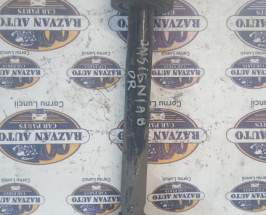 RAZVAN AUTO
CAR PARTS
Cornu Luncii
INSIGNIA B
DR